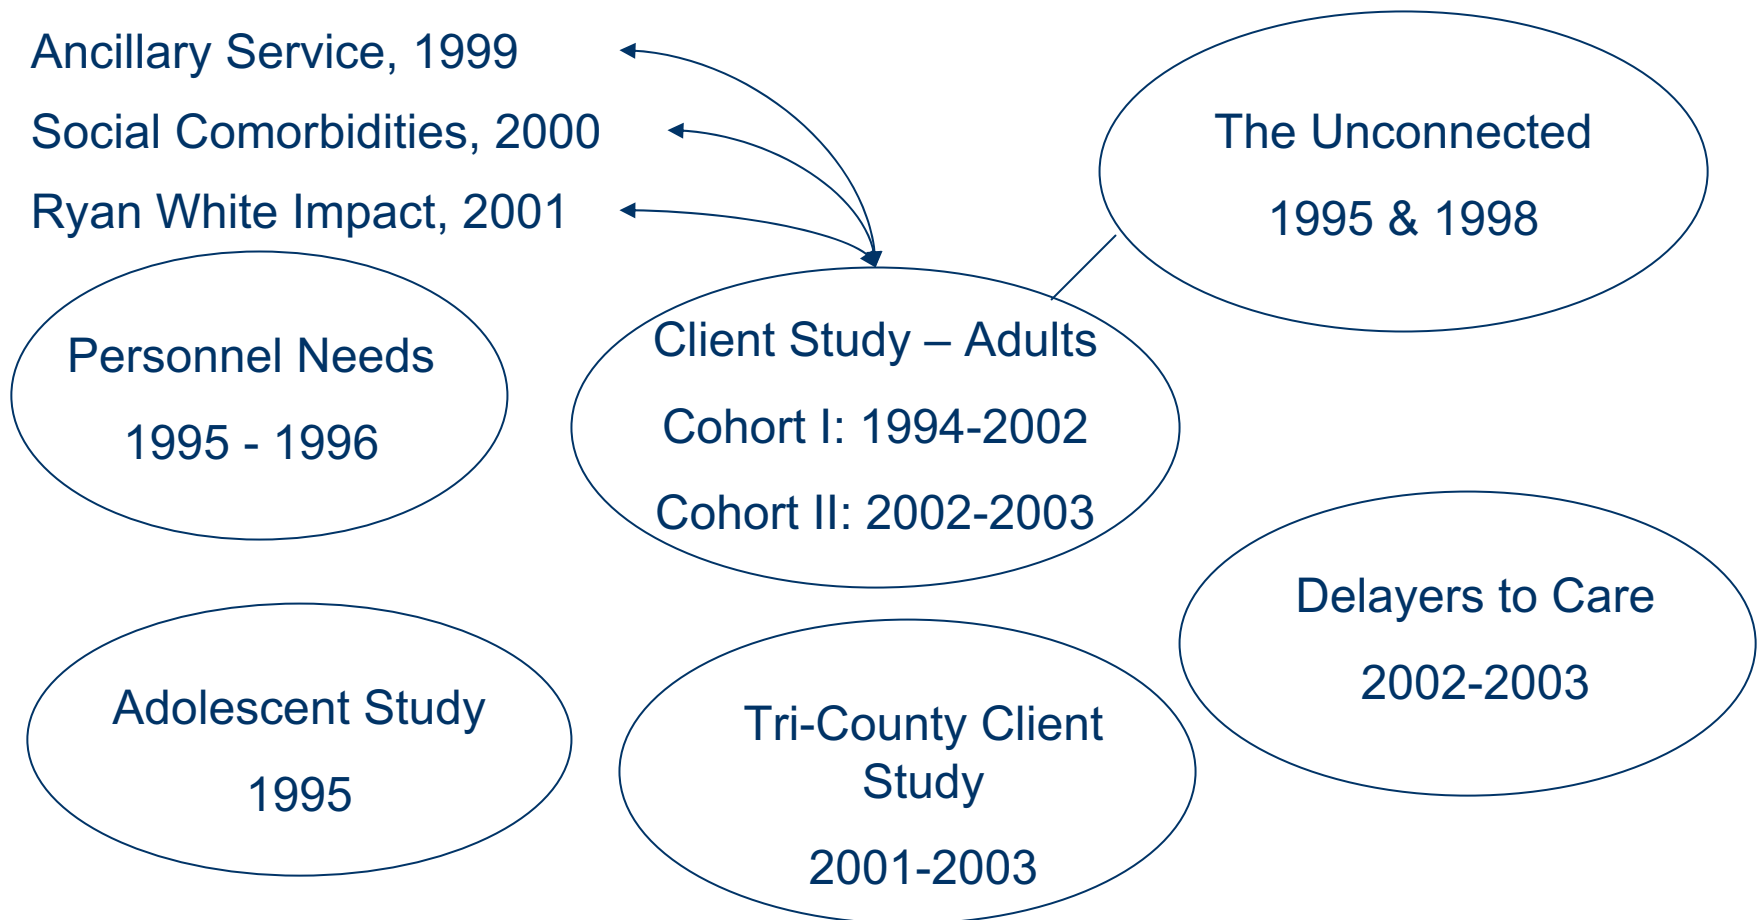 Ancillary Service, 1999
Social Comorbidities, 2000
Ryan White Impact, 2001
The Unconnected
1995 & 1998
Personnel Needs
1995 - 1996
Client Study – Adults
Cohort I: 1994-2002
Cohort II: 2002-2003
Delayers to Care
2002-2003
Adolescent Study
1995
Tri-County Client
Study
2001-2003